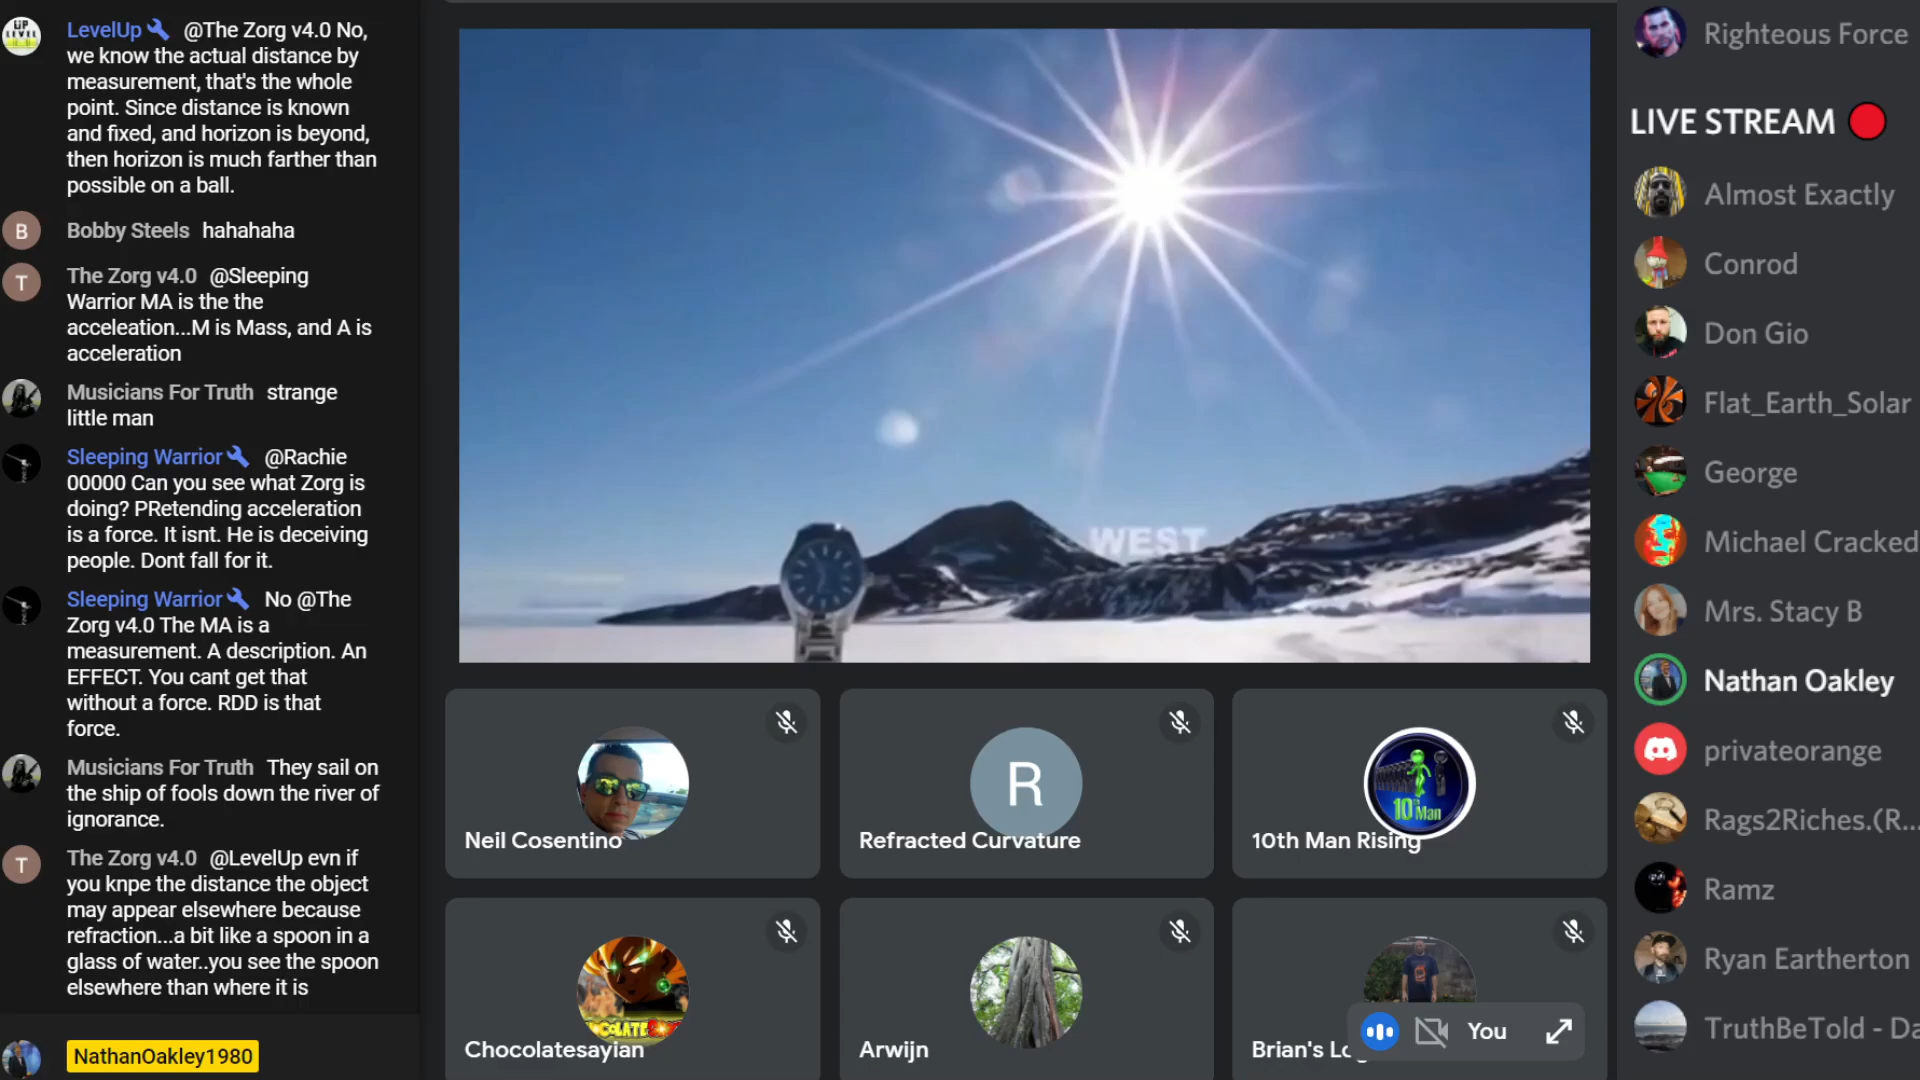 LevelUp @The Zorg v4.0 No,
we know the actual distance by
measurement, that's the whole
point. Since distance is known
and fixed, and horizon is beyond,
then horizon is much farther than
possible on a ball.
B
Bobby Steels hahahaha
T
The Zorg v4.0 @Sleeping
Warrior MA is the the
acceleation...M is Mass, and A is
acceleration
Musicians For Truth strange
little man
Sleeping Warrior @Rachie
00000 Can you see what Zorg is
doing? PRetending acceleration
is a force. It isnt. He is deceiving
people. Dont fall for it.
Sleeping Warrior No @The
Zorg v4.0 The MA is a
measurement. A description. An
EFFECT. You cant get that
without a force. RDD is that
force.
Musicians For Truth They sail on
the ship of fools down the river of
ignorance.
T
The Zorg v4.0 @LevelUp evn if
you knpe the distance the object
may appear elsewhere because
refraction...a bit like a spoon in a
glass of water..you see the spoon
elsewhere than where it is
NathanOakley1980
WEST
Neil Cosentino
R
Refracted Curvature
10th Man
10th Man Rising
Chocolatesayian
Arwijn
Brian's Lo
You
Righteous Force
LIVE STREAM
Almost Exactly
Conrod
Don Gio
Flat_Earth_Solar
George
Michael Cracked
Mrs. Stacy B
Nathan Oakley
privateorange
Rags2Riches.(R...
Ramz
Ryan Eartherton
TruthBeTold - Da